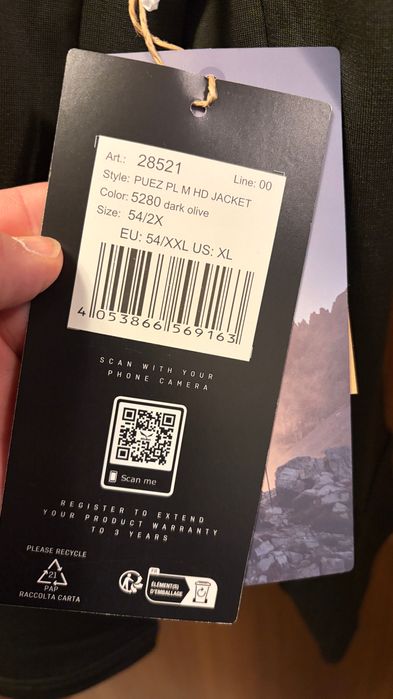 Art.: 28521 Line: 00
Style: PUEZ PL M HD JACKET
Color: 5280 dark olive
Size: 54/2X
EU: 54/XXL US: XL
4 053866 569163
SCAN WITH YOUR
PHONE CAMERA
Scan me
REGISTER TO EXTEND
YOUR PRODUCT WARRANTY
TO 3 YEARS
PLEASE RECYCLE
21
PAP
RACCOLTA CARTA
FR
ÉLÉMENT(S)
D'EMBALLAGE